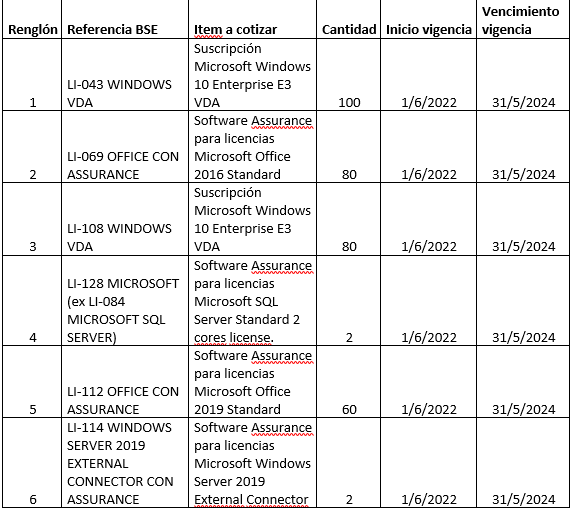 Renglón Referencia BSE Item a cotizar Cantidad Inicio vigencia Vencimiento vigencia
1 LI-043 WINDOWS VDA Suscripción Microsoft Windows 10 Enterprise E3 VDA 100 1/6/2022 31/5/2024
2 LI-069 OFFICE CON ASSURANCE Software Assurance para licencias Microsoft Office 2016 Standard 80 1/6/2022 31/5/2024
3 LI-108 WINDOWS VDA Suscripción Microsoft Windows 10 Enterprise E3 VDA 80 1/6/2022 31/5/2024
4 LI-128 MICROSOFT (ex LI-084 MICROSOFT SQL SERVER) Software Assurance para licencias Microsoft SQL Server Standard 2 cores license. 2 1/6/2022 31/5/2024
5 LI-112 OFFICE CON ASSURANCE Software Assurance para licencias Microsoft Office 2019 Standard 60 1/6/2022 31/5/2024
6 LI-114 WINDOWS SERVER 2019 EXTERNAL CONNECTOR CON ASSURANCE Software Assurance para licencias Microsoft Windows Server 2019 External Connector 2 1/6/2022 31/5/2024